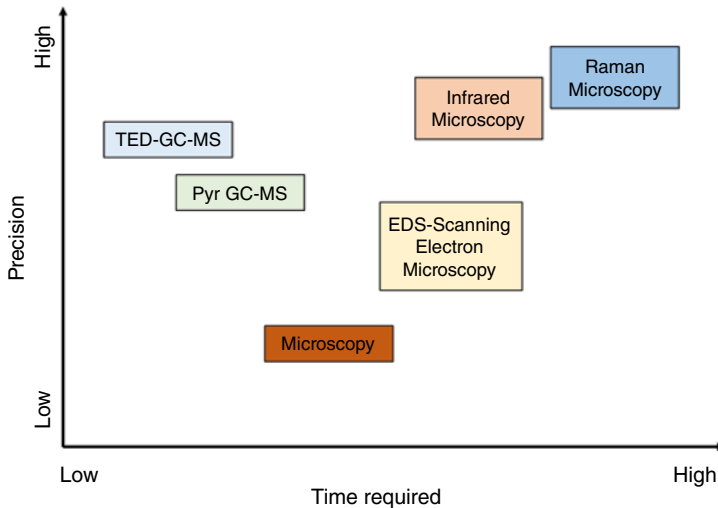 High
Precision
Low
TED-GC-MS
Pyr GC-MS
Microscopy
EDS-Scanning
Electron
Microscopy
Infrared
Microscopy
Raman
Microscopy
Low
Time required
High